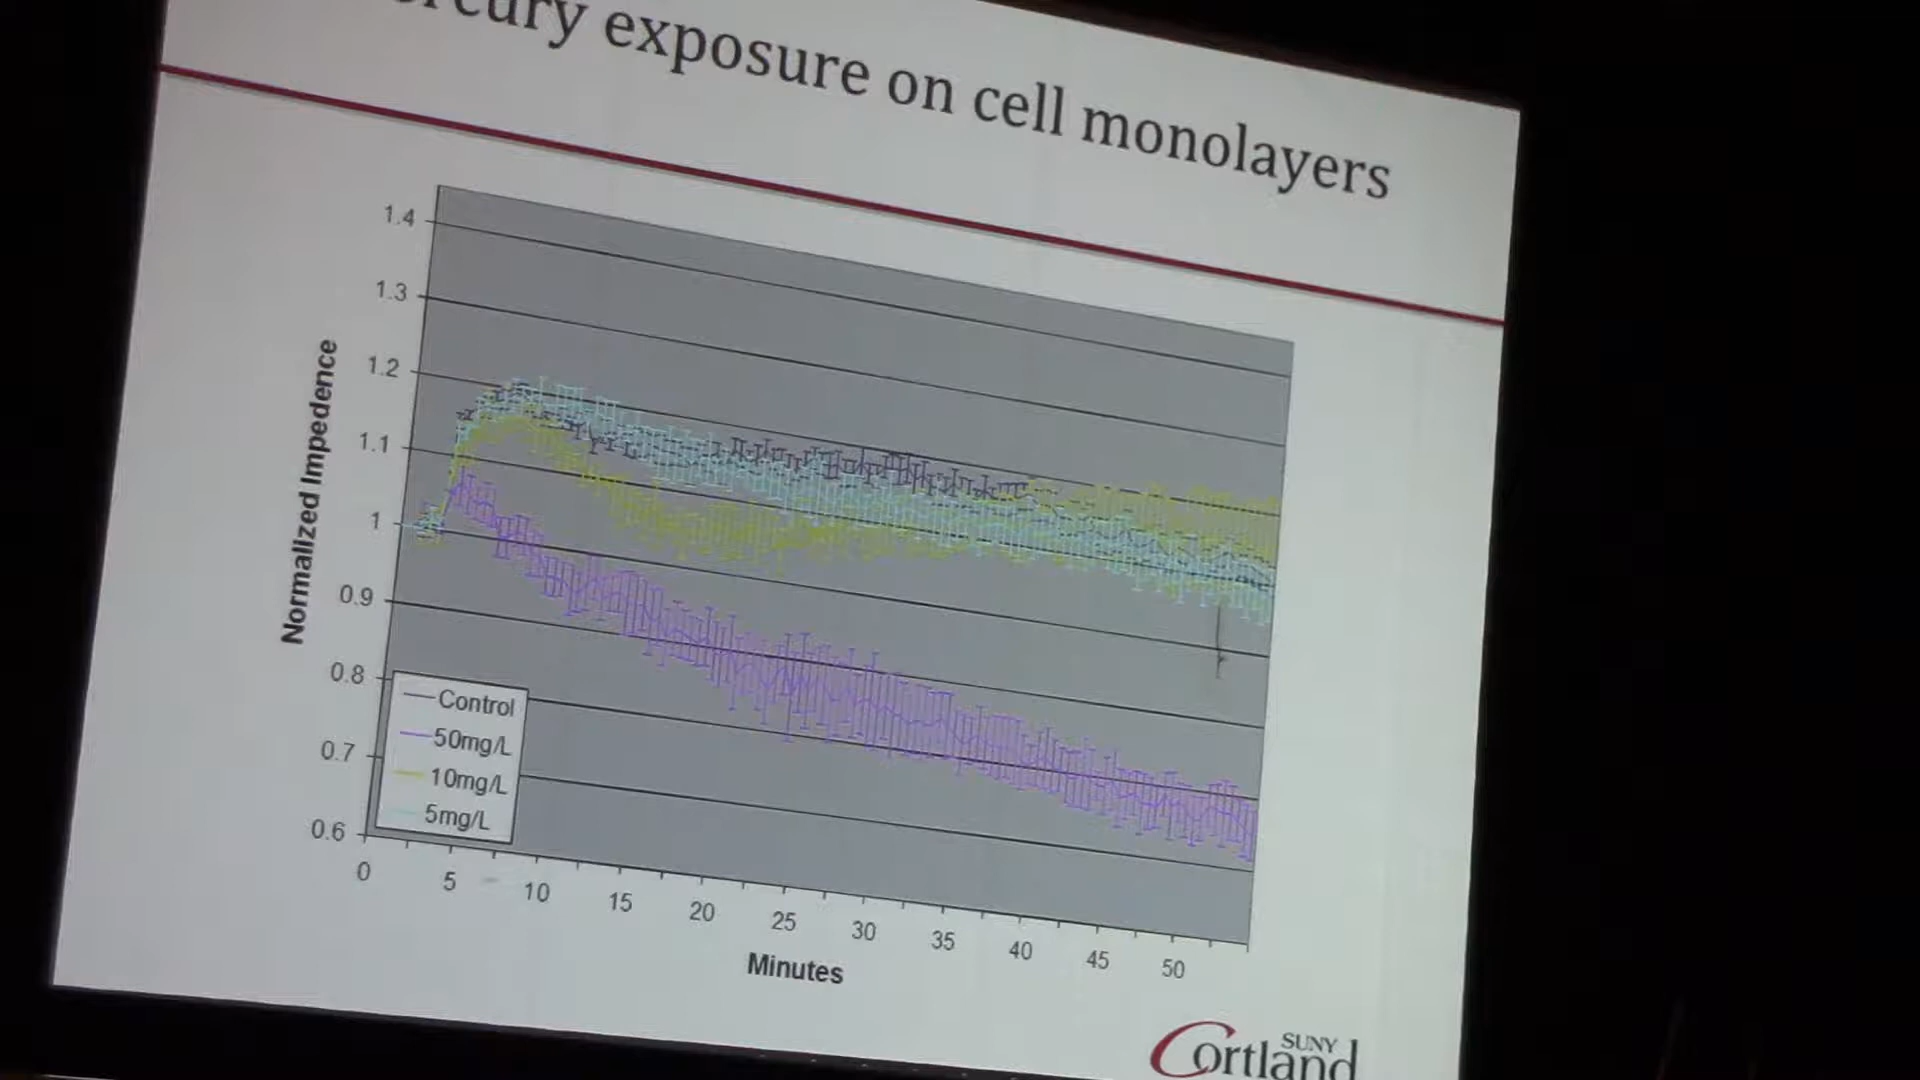 exposure on cell monolayers
1.4
1.3
1.2
1.1
1
0.9
0.8
0.7
0.6
Normalized Impedence
Control
50mg/L
10mg/L
5mg/L
0 5 10 15 20 25 30 35 40 45 50
Minutes
SUNY
Cortland